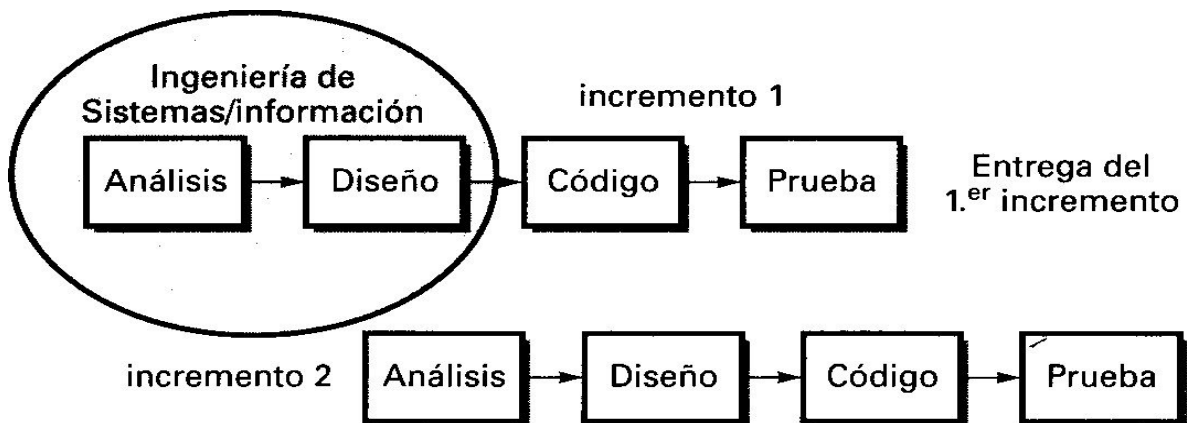 Ingeniería de
Sistemas/información
incremento 1
Análisis
Diseño
Código
Prueba
Entrega del
1.er incremento
incremento 2
Análisis
Diseño
Código
Prueba